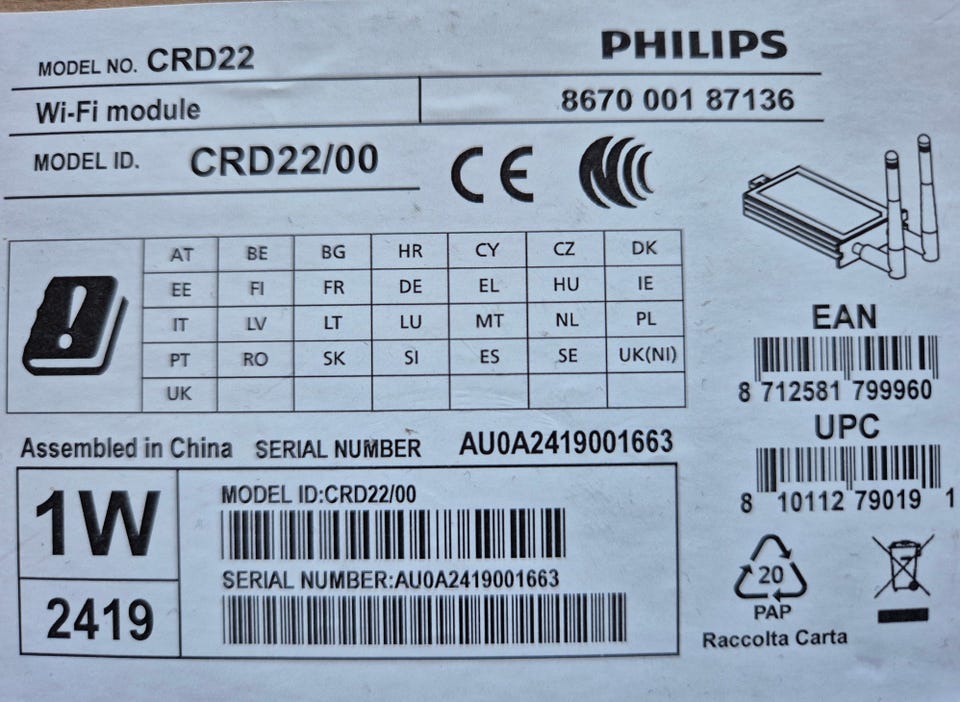 MODEL NO. CRD22
PHILIPS
Wi-Fi module
8670 001 87136
MODEL ID. CRD22/00
CE
AT BE BG HR CY CZ DK
EE FI FR DE EL HU IE
IT LV LT LU MT NL PL
PT RO SK SI ES SE UK(NI)
UK
EAN
8 712581 799960
UPC
8 10112 79019 1
Assembled in China SERIAL NUMBER AU0A2419001663
1W
2419
MODEL ID:CRD22/00
SERIAL NUMBER:AU0A2419001663
20
PAP
Raccolta Carta